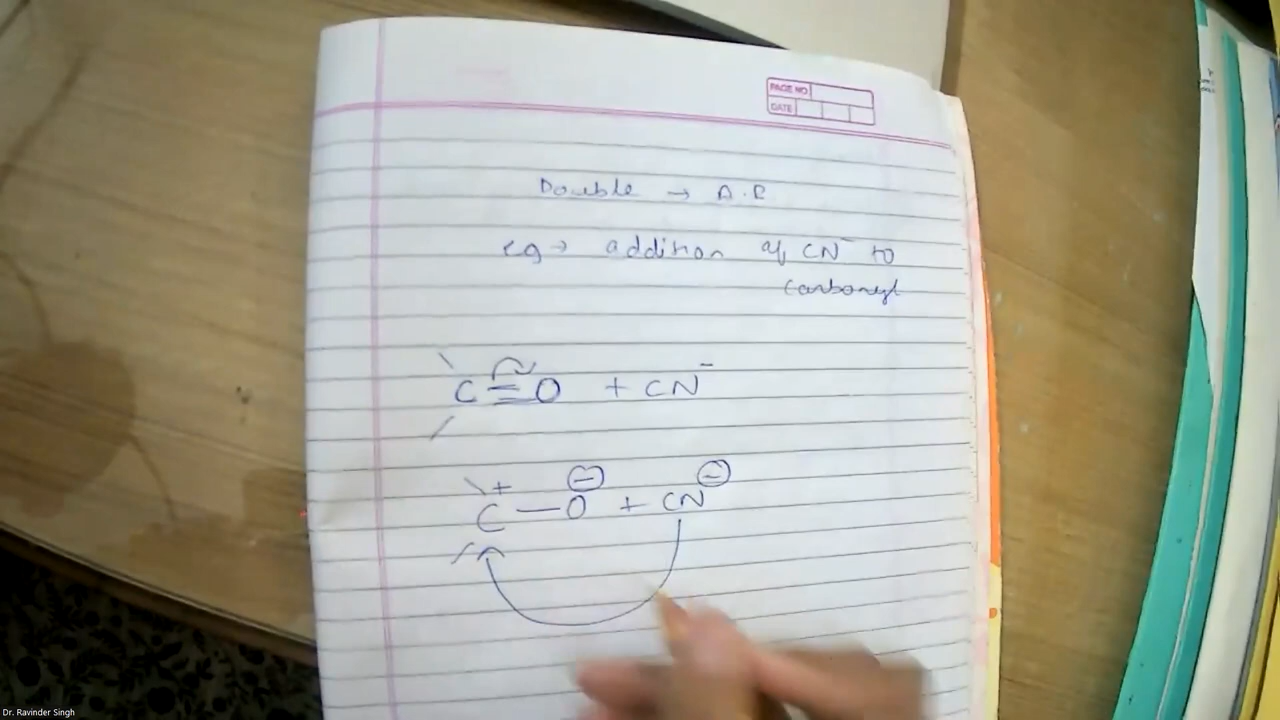 PAGE NO
DATE
Double → A.R
eg → addition of CN⁻ to
carbonyl
C=O + CN⁻
C⁺—O⊖ + CN⊖
Dr. Ravinder Singh